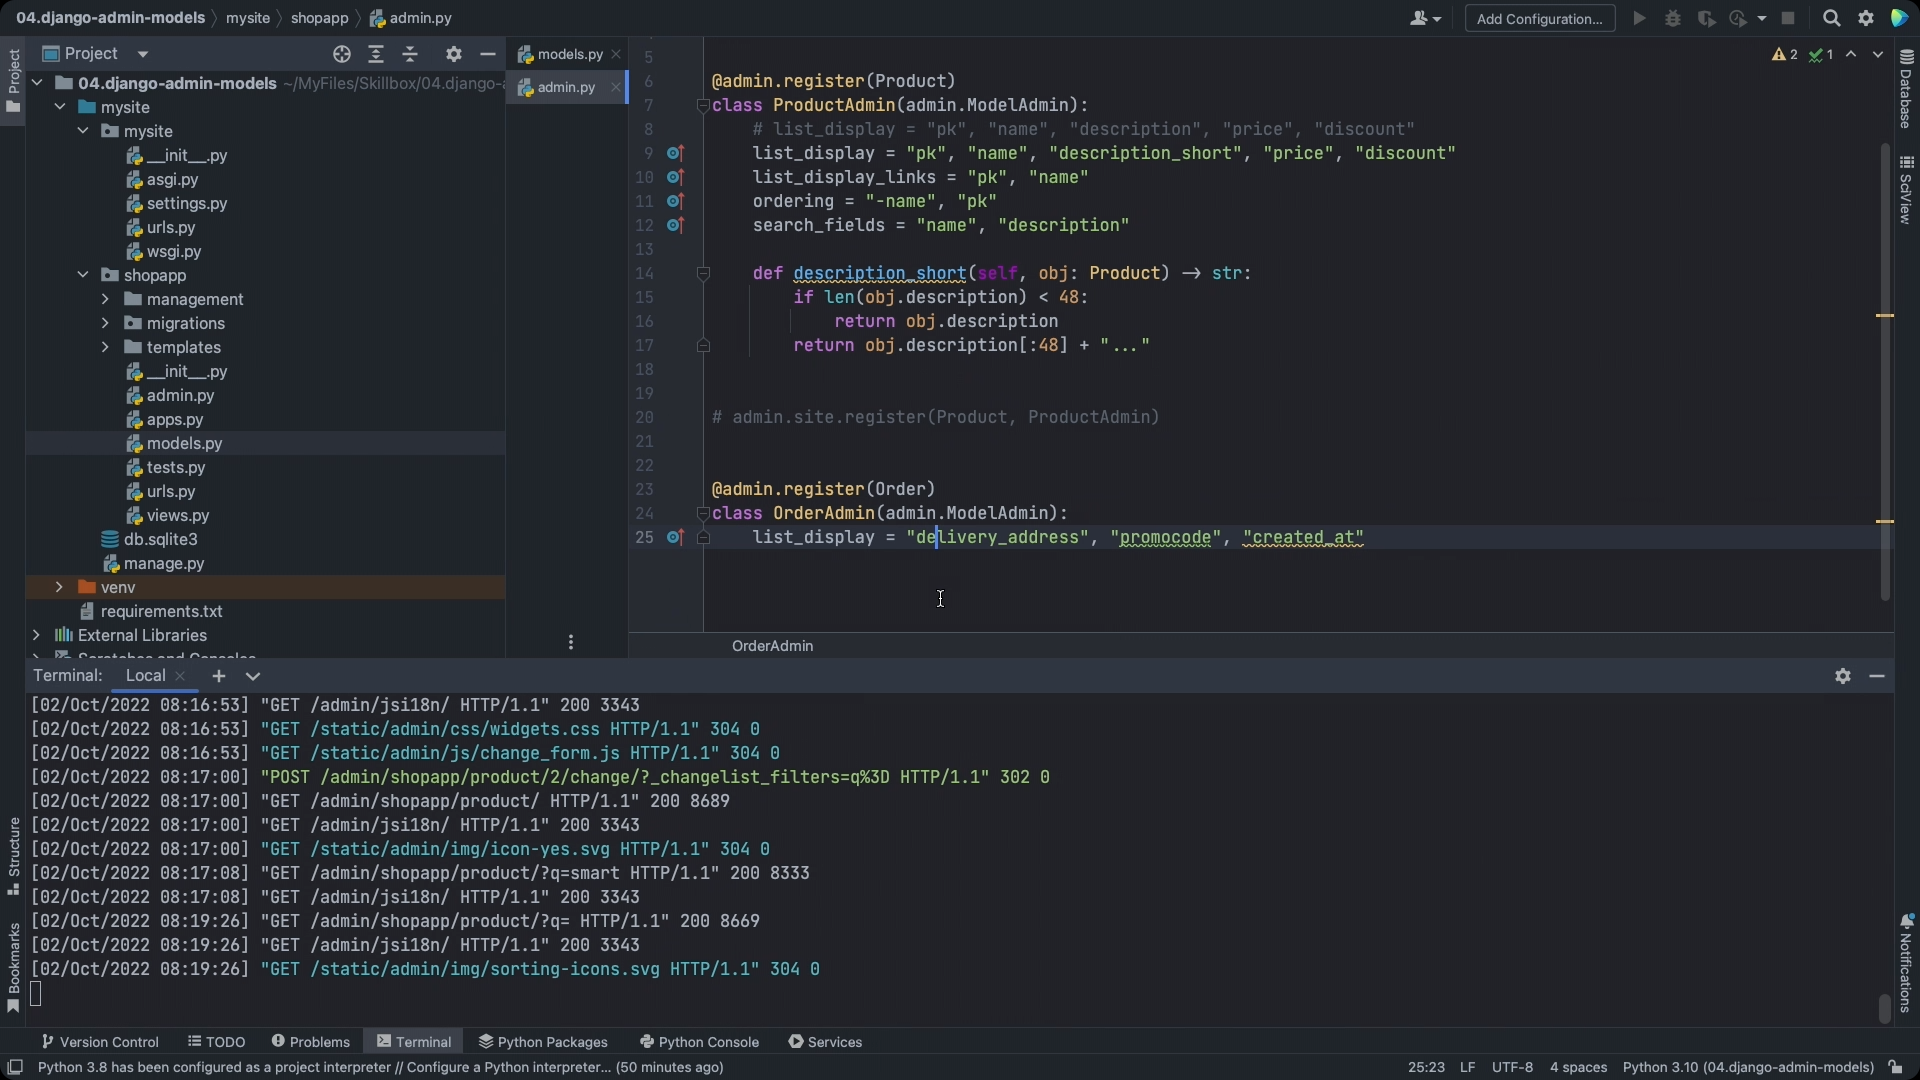 04.django-admin-models mysite shopapp admin.py
Add Configuration...
Project
04.django-admin-models ~/MyFiles/Skillbox/04.django-
mysite
mysite
__init__.py
asgi.py
settings.py
urls.py
wsgi.py
shopapp
management
migrations
templates
__init__.py
admin.py
apps.py
models.py
tests.py
urls.py
views.py
db.sqlite3
manage.py
venv
requirements.txt
External Libraries
models.py
admin.py
2 1
5
6 @admin.register(Product)
7 class ProductAdmin(admin.ModelAdmin):
8 # list_display = "pk", "name", "description", "price", "discount"
9 list_display = "pk", "name", "description_short", "price", "discount"
10 list_display_links = "pk", "name"
11 ordering = "-name", "pk"
12 search_fields = "name", "description"
13
14 def description_short(self, obj: Product) → str:
15 if len(obj.description) < 48:
16 return obj.description
17 return obj.description[:48] + "..."
18
19
20 # admin.site.register(Product, ProductAdmin)
21
22
23 @admin.register(Order)
24 class OrderAdmin(admin.ModelAdmin):
25 list_display = "delivery_address", "promocode", "created_at"
OrderAdmin
Project
Structure
Bookmarks
Database
SciView
Notifications
Terminal: Local
[02/Oct/2022 08:16:53] "GET /admin/jsi18n/ HTTP/1.1" 200 3343
[02/Oct/2022 08:16:53] "GET /static/admin/css/widgets.css HTTP/1.1" 304 0
[02/Oct/2022 08:16:53] "GET /static/admin/js/change_form.js HTTP/1.1" 304 0
[02/Oct/2022 08:17:00] "POST /admin/shopapp/product/2/change/?_changelist_filters=q%3D HTTP/1.1" 302 0
[02/Oct/2022 08:17:00] "GET /admin/shopapp/product/ HTTP/1.1" 200 8689
[02/Oct/2022 08:17:00] "GET /admin/jsi18n/ HTTP/1.1" 200 3343
[02/Oct/2022 08:17:00] "GET /static/admin/img/icon-yes.svg HTTP/1.1" 304 0
[02/Oct/2022 08:17:08] "GET /admin/shopapp/product/?q=smart HTTP/1.1" 200 8333
[02/Oct/2022 08:17:08] "GET /admin/jsi18n/ HTTP/1.1" 200 3343
[02/Oct/2022 08:19:26] "GET /admin/shopapp/product/?q= HTTP/1.1" 200 8669
[02/Oct/2022 08:19:26] "GET /admin/jsi18n/ HTTP/1.1" 200 3343
[02/Oct/2022 08:19:26] "GET /static/admin/img/sorting-icons.svg HTTP/1.1" 304 0
Version Control TODO Problems Terminal Python Packages Python Console Services
Python 3.8 has been configured as a project interpreter // Configure a Python interpreter... (50 minutes ago) 25:23 LF UTF-8 4 spaces Python 3.10 (04.django-admin-models)